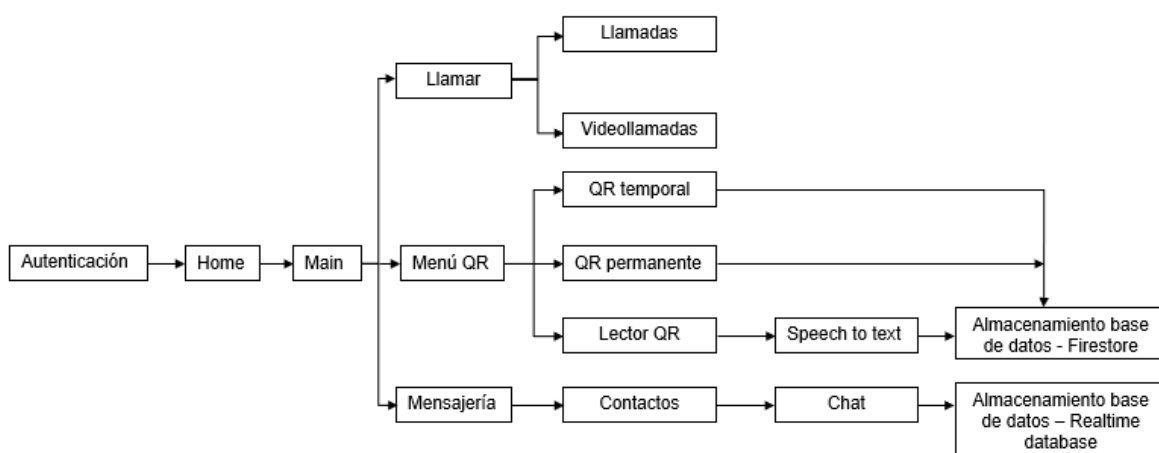 Llamadas
Llamar
Videollamadas
QR temporal
Autenticación
Home
Main
Menú QR
QR permanente
Lector QR
Speech to text
Almacenamiento base
de datos - Firestore
Mensajería
Contactos
Chat
Almacenamiento base
de datos – Realtime
database